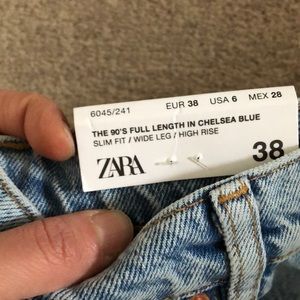 6045/241 EUR 38 USA 6 MEX 28
THE 90'S FULL LENGTH IN CHELSEA BLUE
SLIM FIT / WIDE LEG / HIGH RISE
ZARA 38